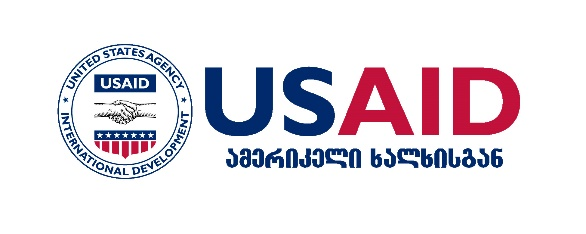 UNITED STATES AGENCY
USAID
INTERNATIONAL DEVELOPMENT
USAID
ამერიკელი ხალხისგან